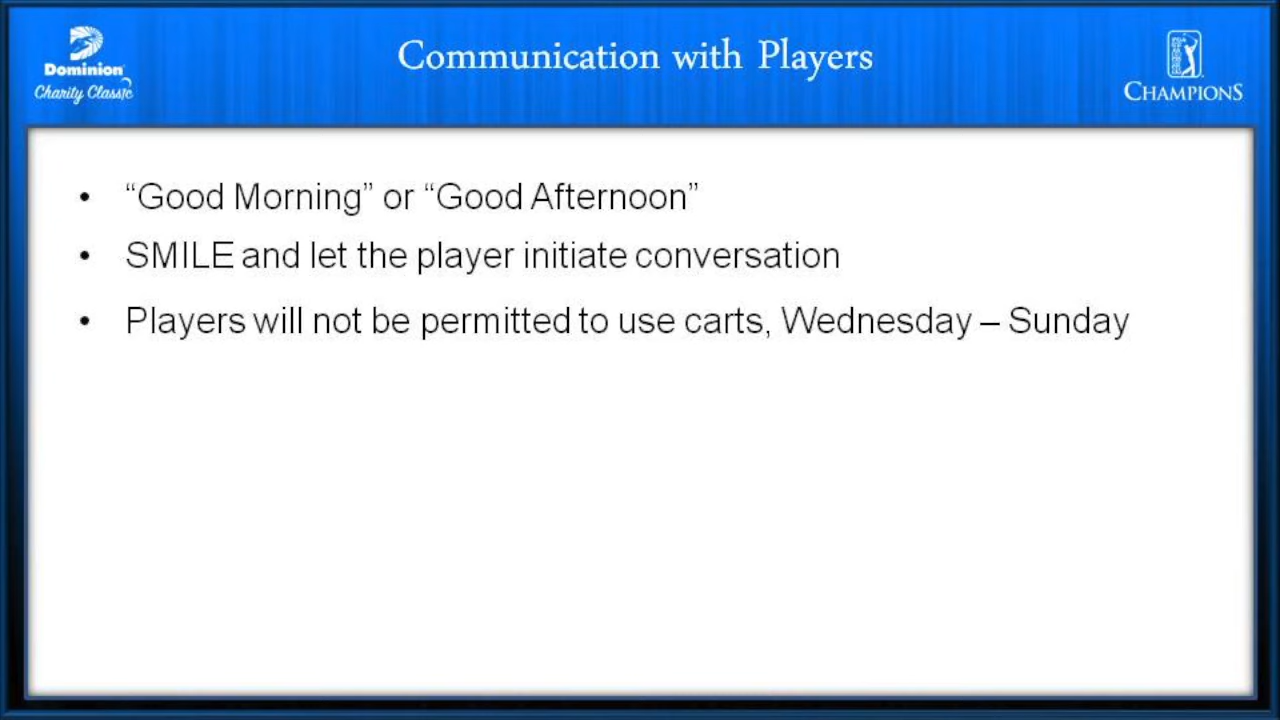 Communication with Players
Dominion
Charity Classic
CHAMPIONS
• “Good Morning” or “Good Afternoon”
• SMILE and let the player initiate conversation
• Players will not be permitted to use carts, Wednesday – Sunday